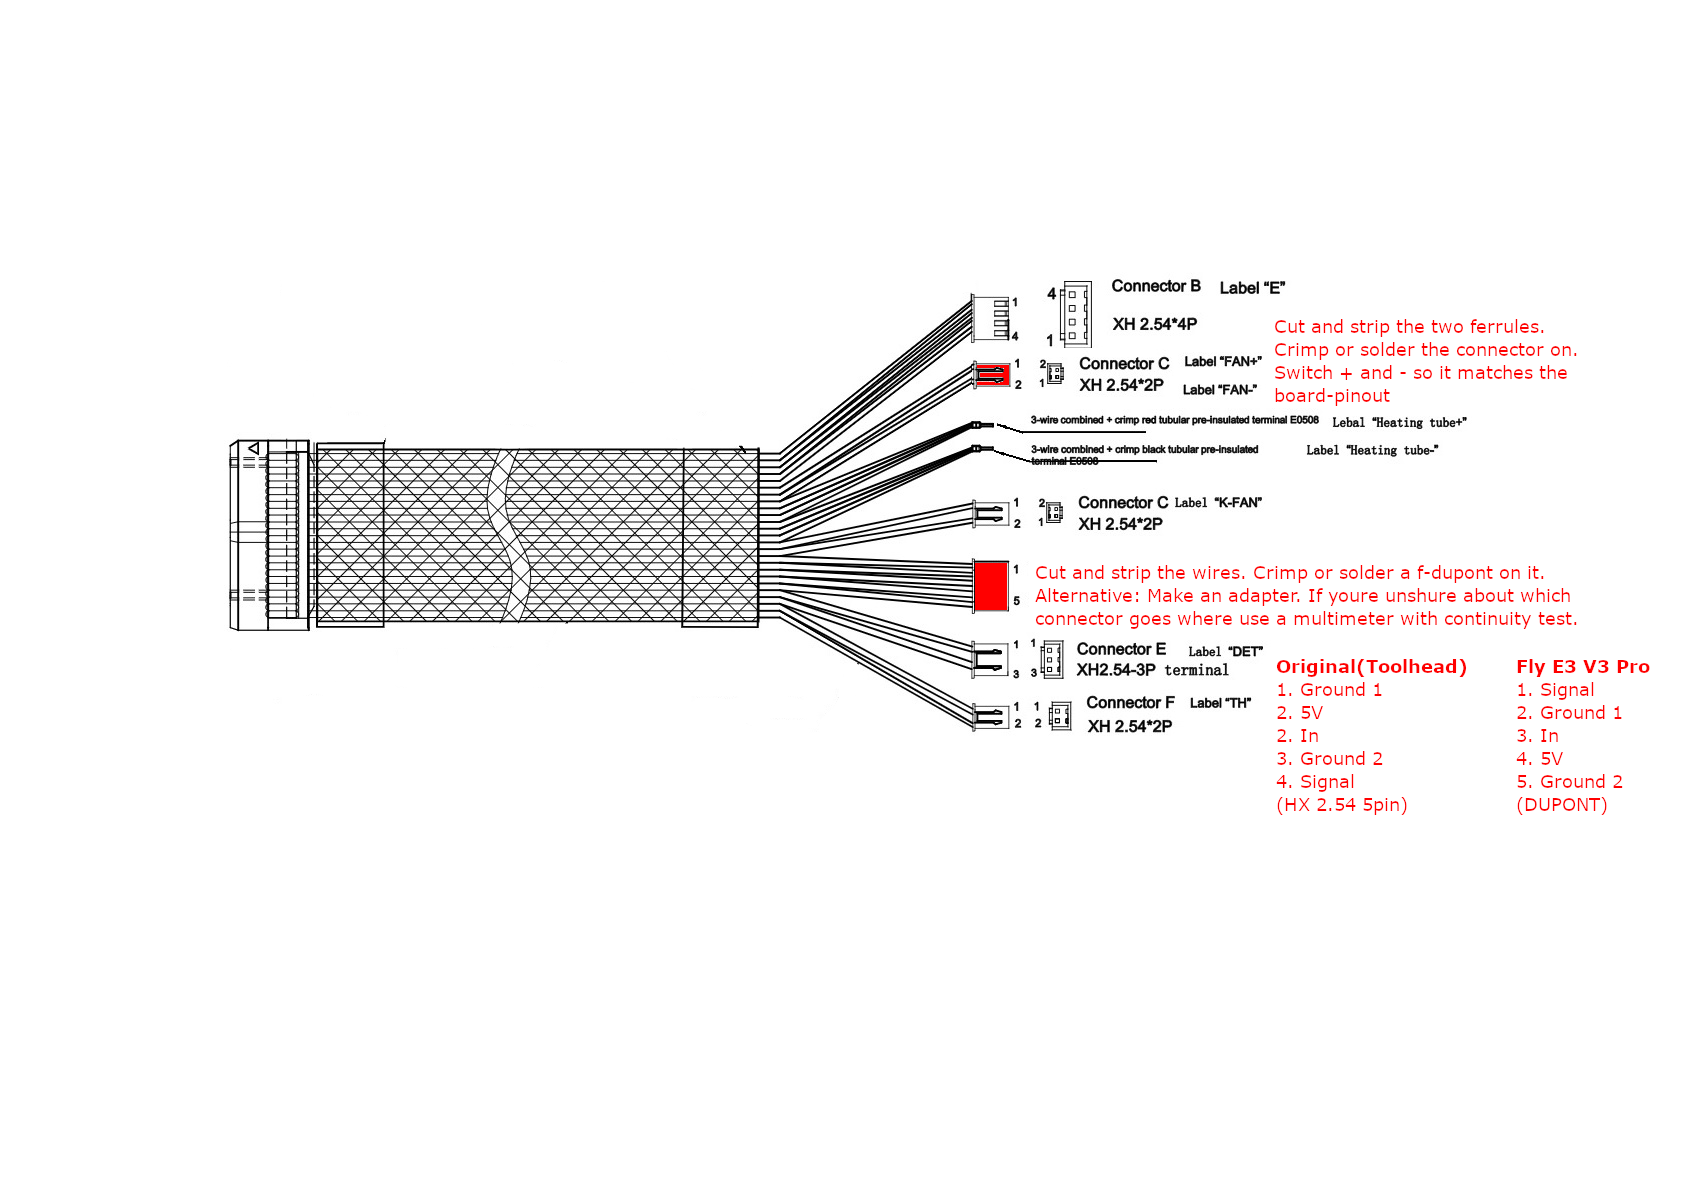 Connector B Label “E”
XH 2.54*4P
1
4
4
1
Cut and strip the two ferrules.
Crimp or solder the connector on.
Switch + and - so it matches the
board-pinout
Connector C Label “FAN+”
XH 2.54*2P Label “FAN-”
1
2
2
1
3-wire combined + crimp red tubular pre-insulated terminal E0508 Lebal “Heating tube+”
3-wire combined + crimp black tubular pre-insulated Label “Heating tube-”
terminal E0508
Connector C Label “K-FAN”
XH 2.54*2P
1
2
2
1
1
5
Cut and strip the wires. Crimp or solder a f-dupont on it.
Alternative: Make an adapter. If youre unshure about which
connector goes where use a multimeter with continuity test.
Connector E Label “DET”
XH2.54-3P terminal
1
3
1
3
Connector F Label “TH”
XH 2.54*2P
1
2
1
2
Original(Toolhead)
1. Ground 1
2. 5V
2. In
3. Ground 2
4. Signal
(HX 2.54 5pin)
Fly E3 V3 Pro
1. Signal
2. Ground 1
3. In
4. 5V
5. Ground 2
(DUPONT)